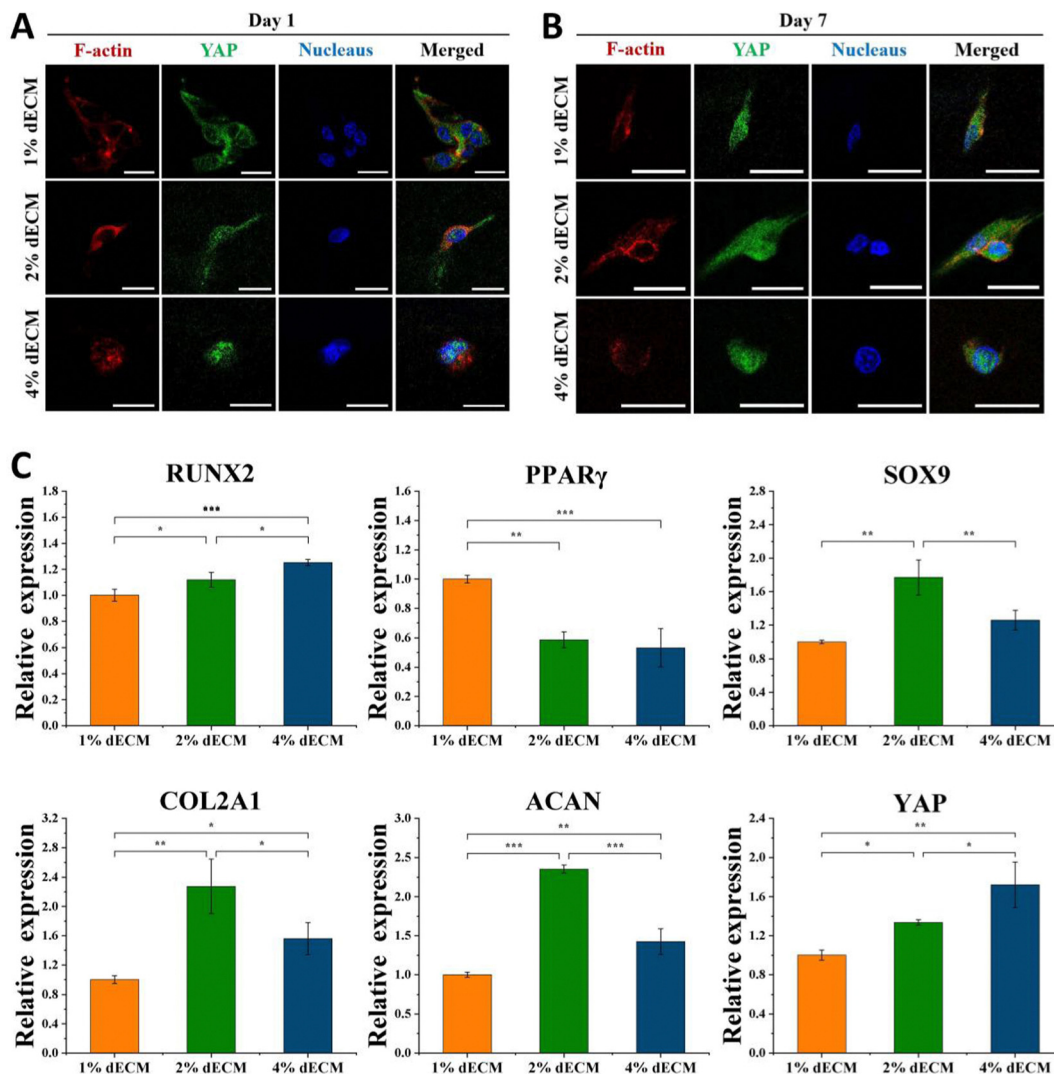 A
Day 1
F-actin YAP Nucleaus Merged
1% dECM
2% dECM
4% dECM
B
Day 7
F-actin YAP Nucleaus Merged
1% dECM
2% dECM
4% dECM
C
RUNX2
Relative expression
1.8
1.6
1.4
1.2
1.0
0.8
0.6
0.4
0.2
0.0
***
* *
1% dECM 2% dECM 4% dECM
PPARγ
Relative expression
1.6
1.4
1.2
1.0
0.8
0.6
0.4
0.2
0.0
***
**
1% dECM 2% dECM 4% dECM
SOX9
Relative expression
2.8
2.4
2.0
1.6
1.2
0.8
0.4
0.0
** **
1% dECM 2% dECM 4% dECM
COL2A1
Relative expression
3.2
2.8
2.4
2.0
1.6
1.2
0.8
0.4
0.0
*
** *
1% dECM 2% dECM 4% dECM
ACAN
Relative expression
3.0
2.5
2.0
1.5
1.0
0.5
0.0
**
*** ***
1% dECM 2% dECM 4% dECM
YAP
Relative expression
2.4
2.0
1.6
1.2
0.8
0.4
0.0
**
* *
1% dECM 2% dECM 4% dECM